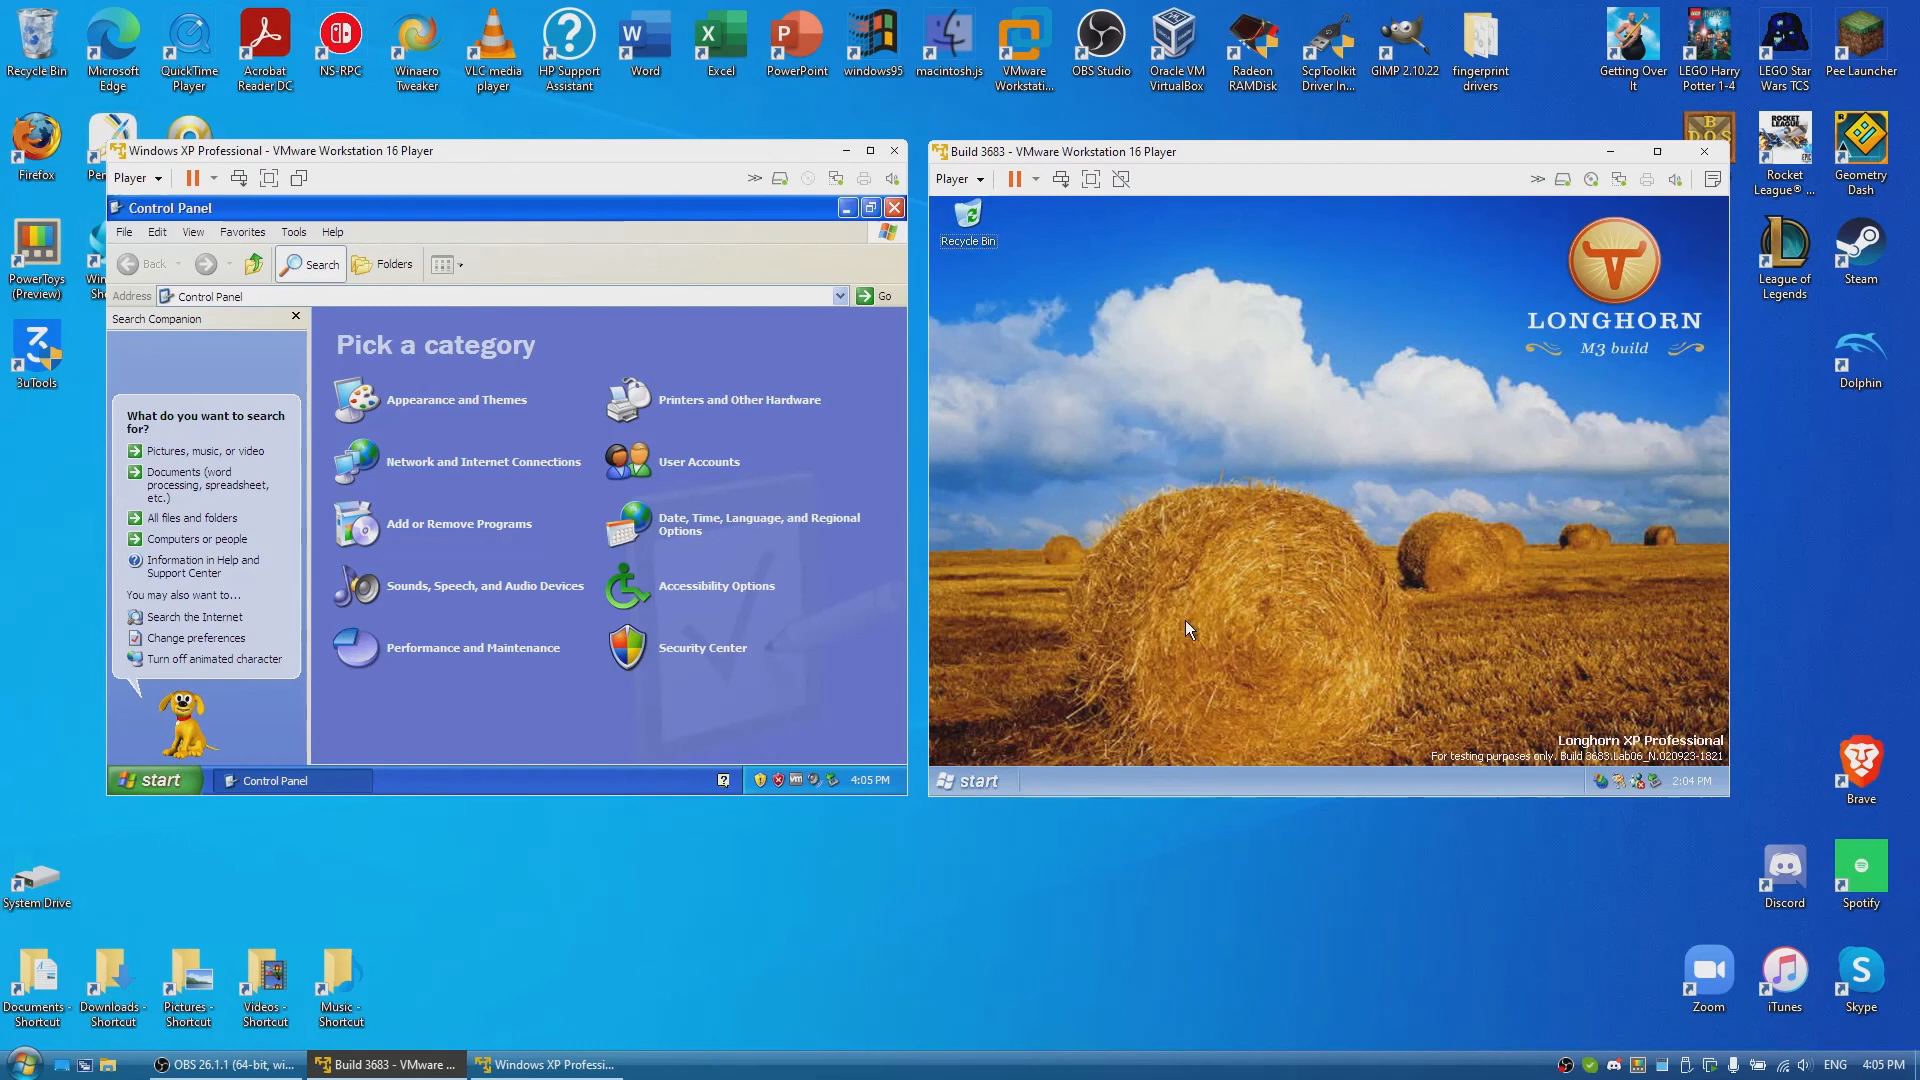 Recycle Bin
Microsoft
Edge
QuickTime
Player
Acrobat
Reader DC
NS-RPC
Winaero
Tweaker
VLC media
player
HP Support
Assistant
Word
Excel
PowerPoint
windows95
macintosh.js
VMware
Workstati...
OBS Studio
Oracle VM
VirtualBox
Radeon
RAMDisk
ScpToolkit
Driver In...
GIMP 2.10.22
fingerprint
drivers
Getting Over
It
LEGO Harry
Potter 1-4
LEGO Star
Wars TCS
Pee Launcher
Firefox
Rocket
League® ...
Geometry
Dash
PowerToys
(Preview)
League of
Legends
Steam
3uTools
Dolphin
Windows XP Professional - VMware Workstation 16 Player
Player
Control Panel
File Edit View Favorites Tools Help
Back Search Folders
Address Control Panel Go
Search Companion
What do you want to search
for?
Pictures, music, or video
Documents (word
processing, spreadsheet,
etc.)
All files and folders
Computers or people
Information in Help and
Support Center
You may also want to...
Search the Internet
Change preferences
Turn off animated character
Pick a category
Appearance and Themes
Printers and Other Hardware
Network and Internet Connections
User Accounts
Add or Remove Programs
Date, Time, Language, and Regional
Options
Sounds, Speech, and Audio Devices
Accessibility Options
Performance and Maintenance
Security Center
start Control Panel 4:05 PM
Build 3683 - VMware Workstation 16 Player
Player
Recycle Bin
LONGHORN
M3 build
Longhorn XP Professional
For testing purposes only. Build 3683.Lab06_N.020923-1821
start 2:04 PM
Brave
System Drive
Discord
Spotify
Documents -
Shortcut
Downloads -
Shortcut
Pictures -
Shortcut
Videos -
Shortcut
Music -
Shortcut
Zoom
iTunes
Skype
OBS 26.1.1 (64-bit, wi...
Build 3683 - VMware ...
Windows XP Professi...
ENG 4:05 PM